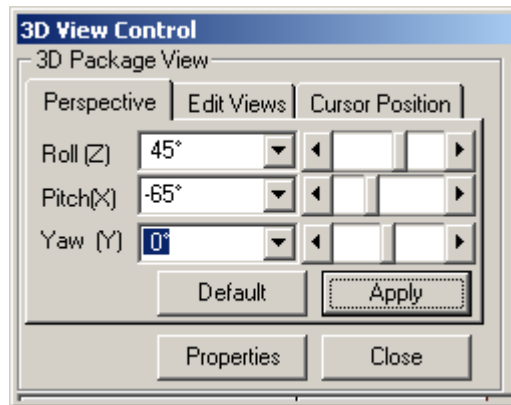 3D View Control
3D Package View
Perspective Edit Views Cursor Position
Roll (Z) 45°
Pitch(X) -65°
Yaw (Y) 0°
Default Apply
Properties Close